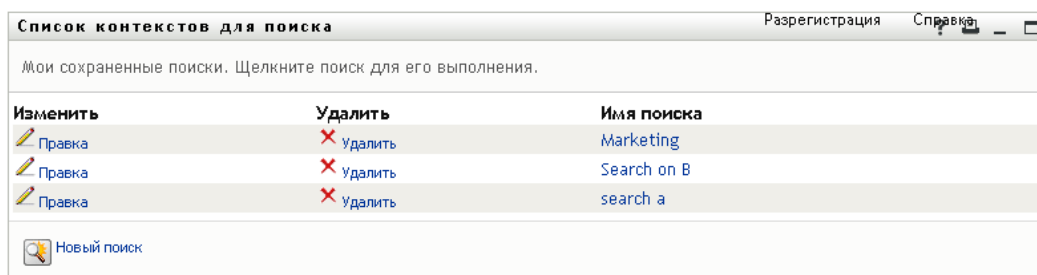 Список контекстов для поиска Разрегистрация Справка
Мои сохраненные поиски. Щелкните поиск для его выполнения.
Изменить Удалить Имя поиска
Правка Удалить Marketing
Правка Удалить Search on B
Правка Удалить search a
Новый поиск